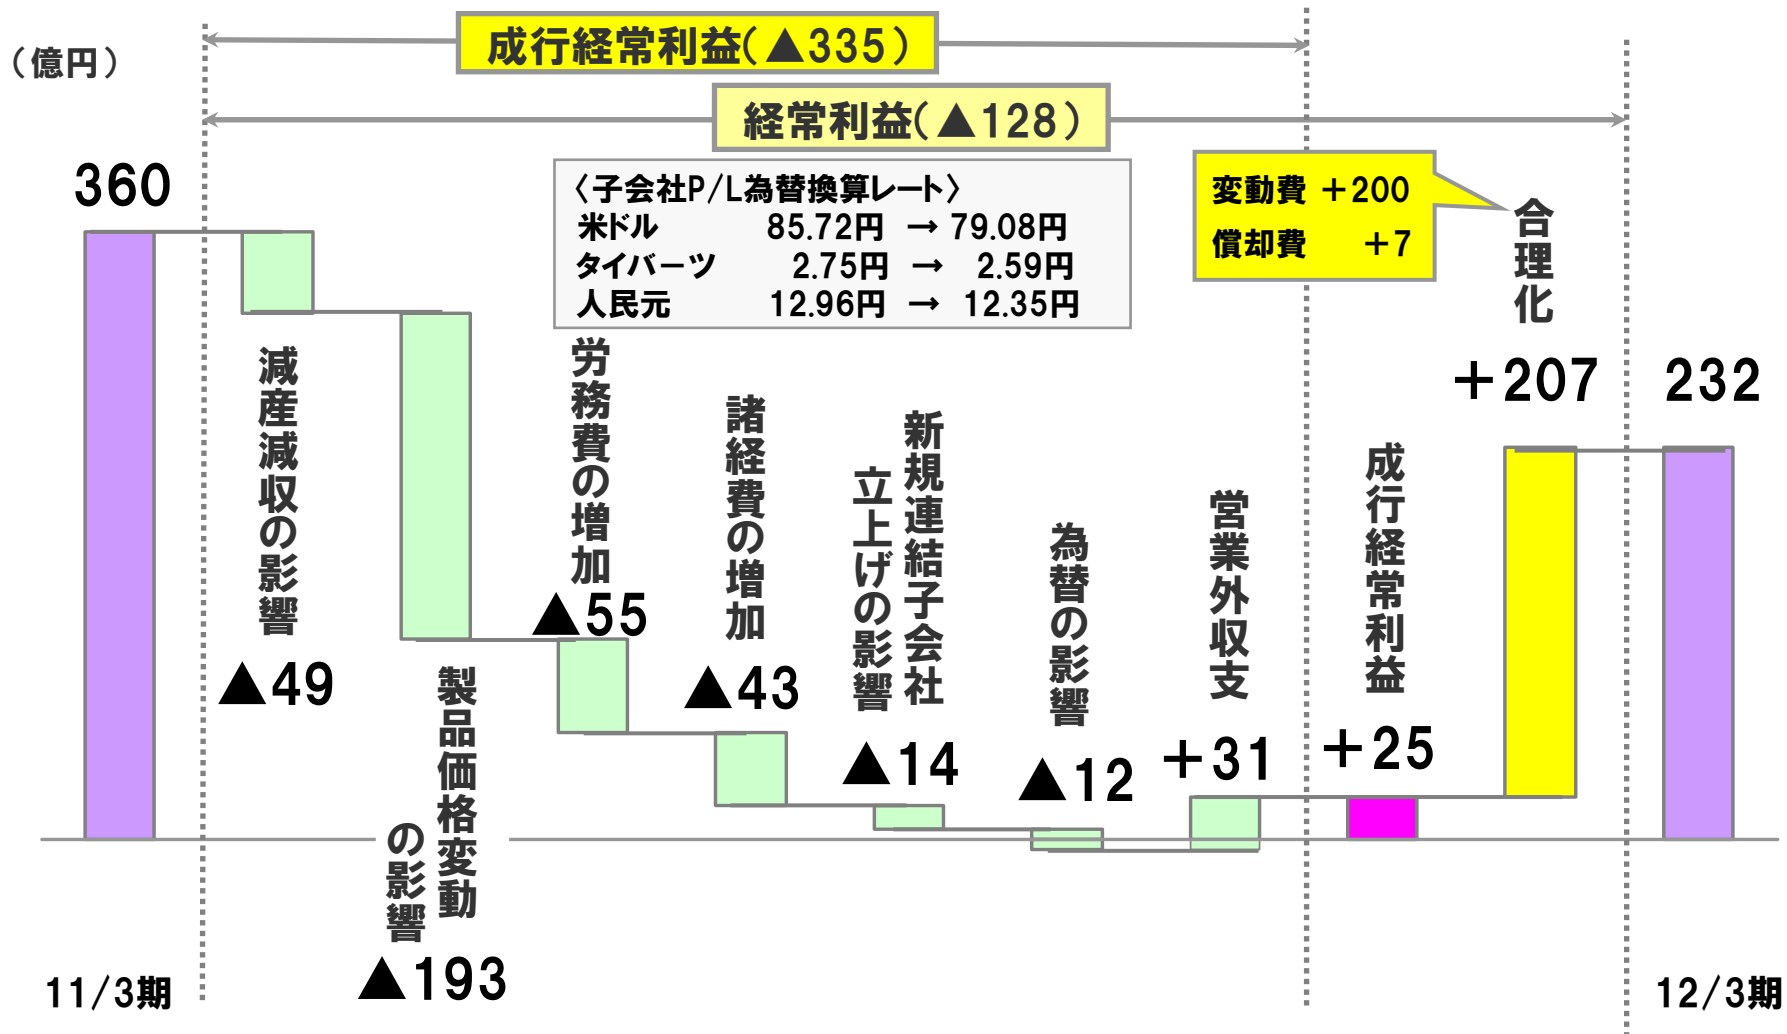 （億円）
成行経常利益(▲335)
経常利益(▲128)
〈子会社P/L為替換算レート〉
米ドル 85.72円 → 79.08円
タイバーツ 2.75円 → 2.59円
人民元 12.96円 → 12.35円
変動費 +200
償却費 +7
360
減産減収の影響
▲49
製品価格変動
の影響
▲193
労務費の増加
▲55
諸経費の増加
▲43
新規連結子会社
立上げの影響
▲14
為替の影響
▲12
営業外収支
+31
成行経常利益
+25
合理化
+207
232
11/3期
12/3期